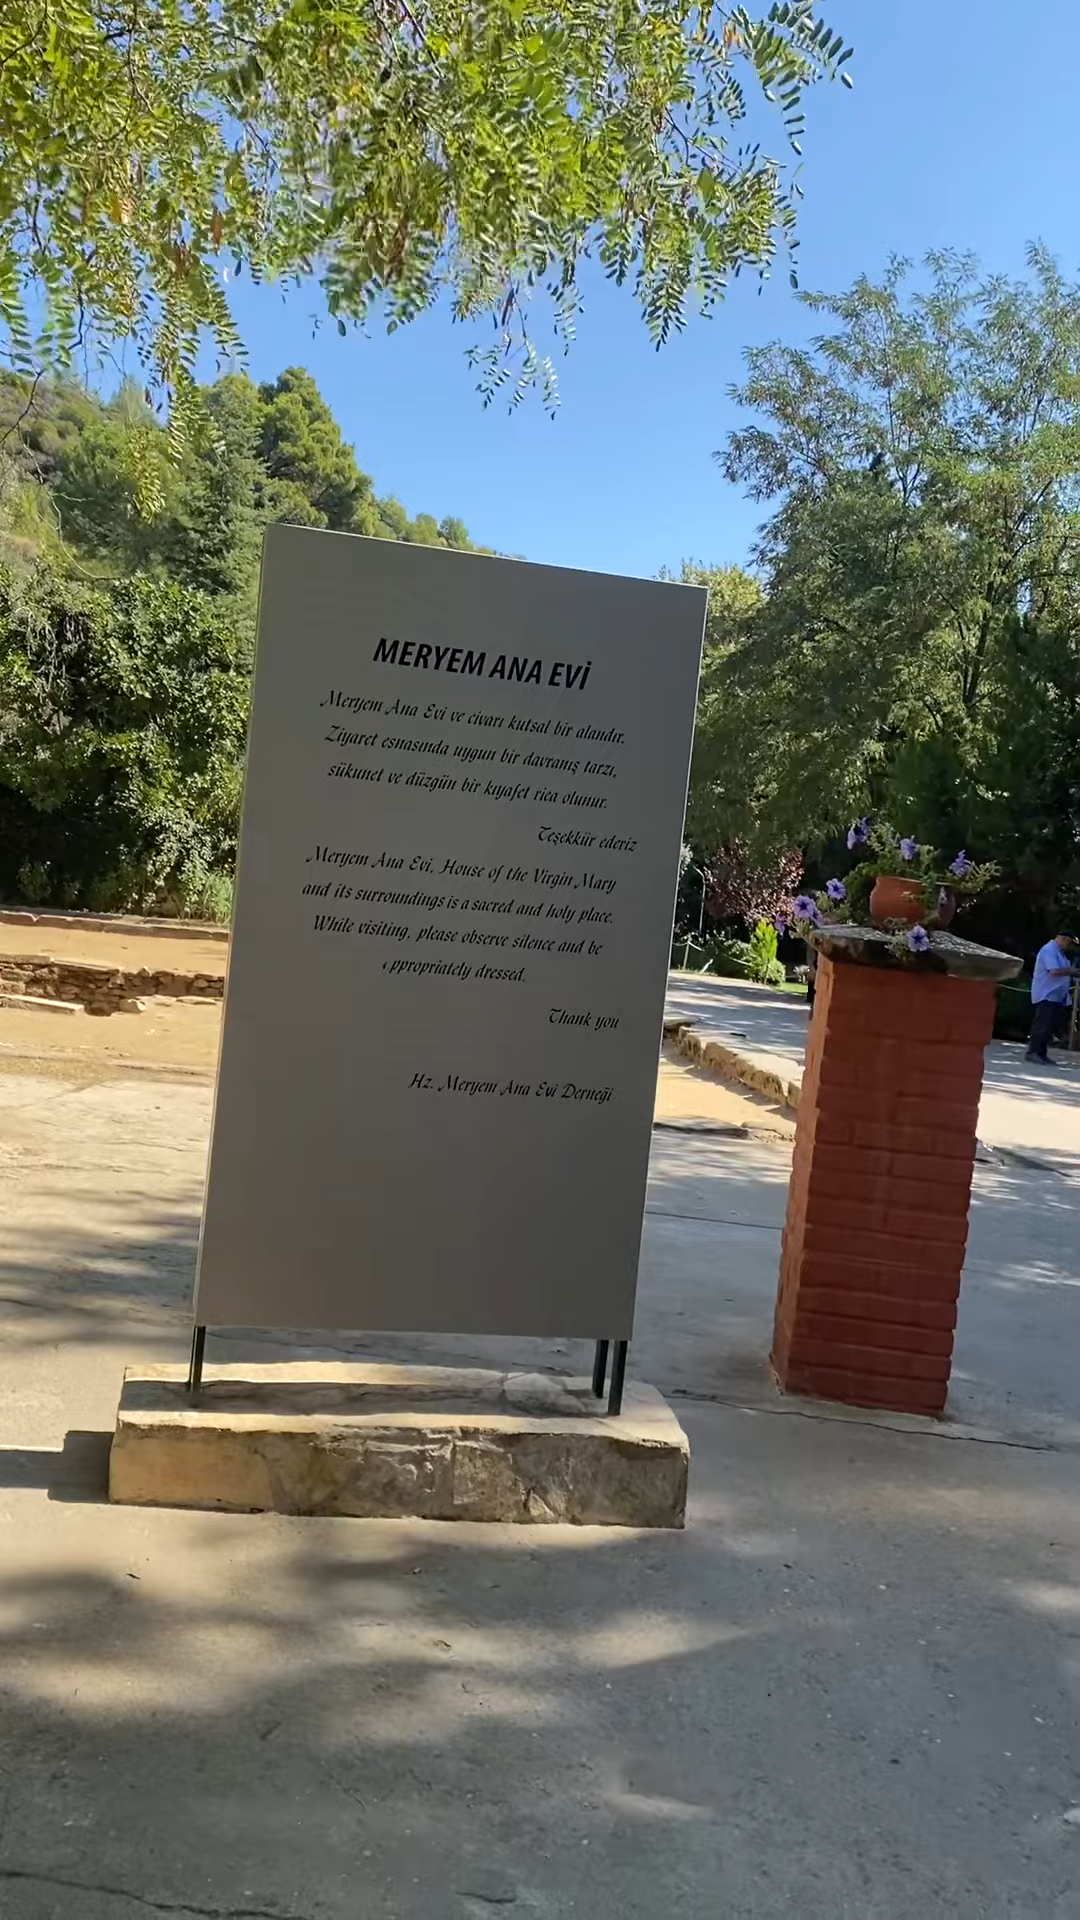 MERYEM ANA EVİ
Meryem Ana Evi ve civarı kutsal bir alandır.
Ziyaret esnasında uygun bir davranış tarzı,
sükunet ve düzgün bir kıyafet rica olunur.
Teşekkür ederiz
Meryem Ana Evi, House of the Virgin Mary
and its surroundings is a sacred and holy place.
While visiting, please observe silence and be
ppropriately dressed.
Thank you
Hz. Meryem Ana Evi Derneği